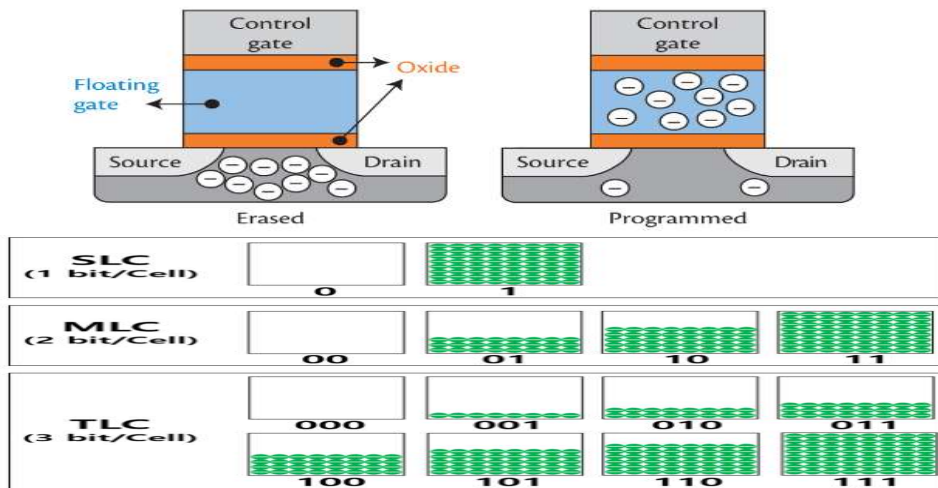 Control
gate
Oxide
Floating
gate
Source
Drain
Erased
Control
gate
Source
Drain
Programmed
SLC
(1 bit/Cell)
0
1
MLC
(2 bit/Cell)
00
01
10
11
TLC
(3 bit/Cell)
000
001
010
011
100
101
110
111